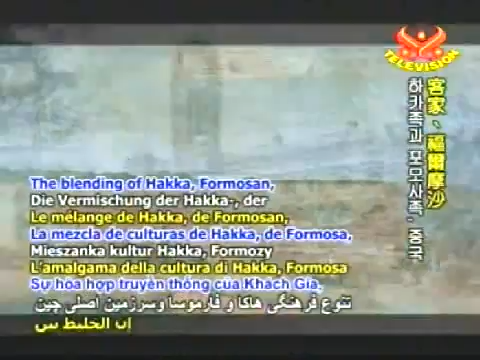 TELEVISION
客家、福爾摩沙
하카족과 포모사족, 중국
The blending of Hakka, Formosan,
Die Vermischung der Hakka-, der
Le mélange de Hakka, de Formosan,
La mezcla de culturas de Hakka, de Formosa,
Mieszanka kultur Hakka, Formozy
L'amalgama della cultura di Hakka, Formosa
Sự hòa hợp truyền thống của Khách Gia,
تنوع فرهنگی هاکا و فارموسا وسرزمین اصلی چین
إن الخليط بين